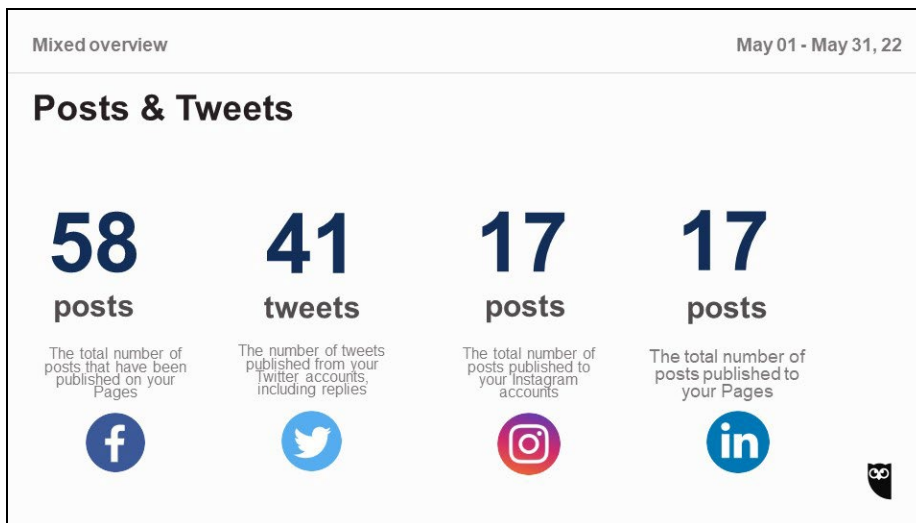 Mixed overview
May 01 - May 31, 22
Posts & Tweets
58
posts
The total number of
posts that have been
published on your
Pages
41
tweets
The number of tweets
published from your
Twitter accounts,
including replies
17
posts
The total number of
posts published to
your Instagram
accounts
17
posts
The total number of
posts published to
your Pages
f
in